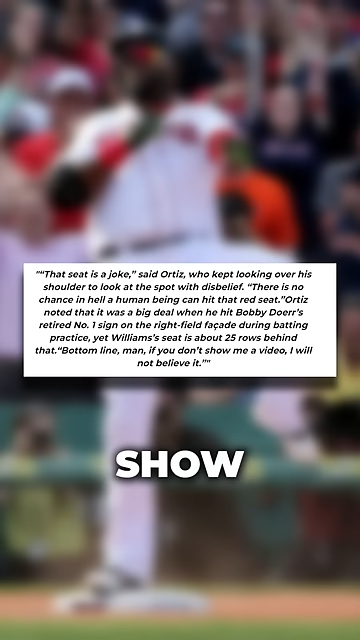 "“That seat is a joke,” said Ortiz, who kept looking over his
shoulder to look at the spot with disbelief. “There is no
chance in hell a human being can hit that red seat.”Ortiz
noted that it was a big deal when he hit Bobby Doerr’s
retired No. 1 sign on the right-field façade during batting
practice, yet Williams’s seat is about 25 rows behind
that.“Bottom line, man, if you don’t show me a video, I will
not believe it.”"
SHOW